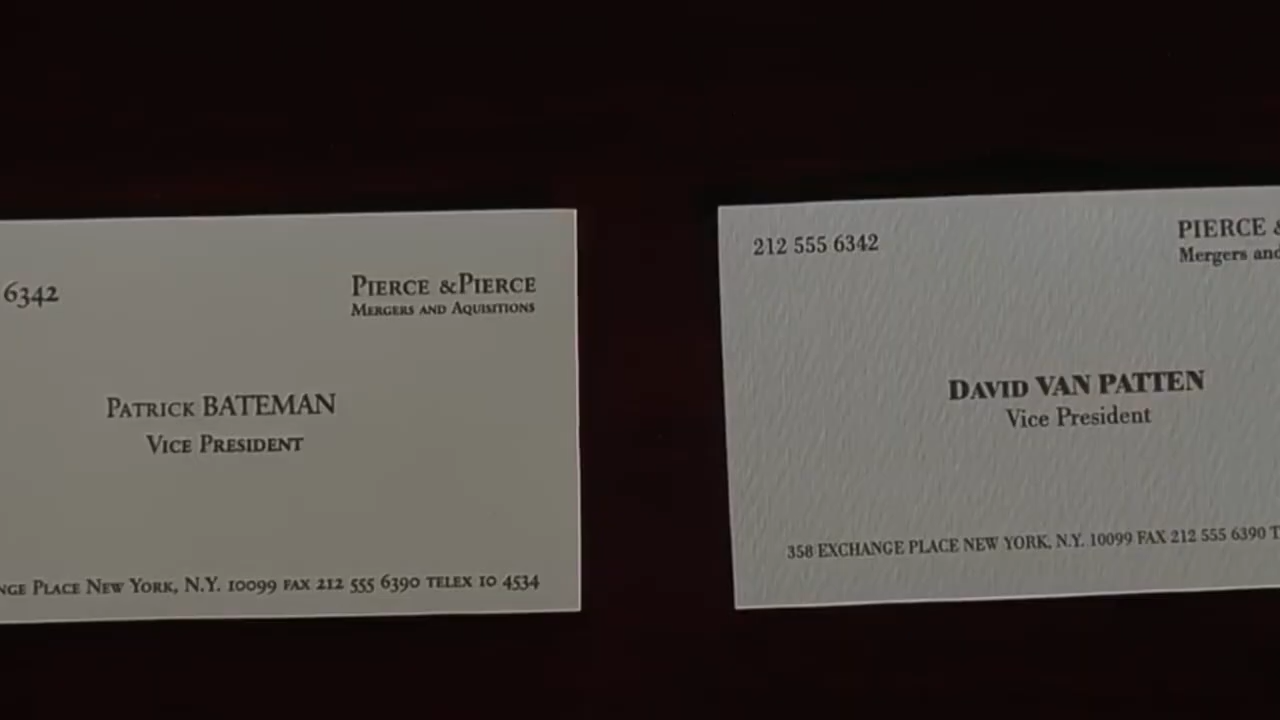 6342
PIERCE & PIERCE
MERGERS AND AQUISITIONS
PATRICK BATEMAN
VICE PRESIDENT
PLACE NEW YORK, N.Y. 10099 FAX 212 555 6390 TELEX 10 4534
212 555 6342
PIERCE &
Mergers and
DAVID VAN PATTEN
Vice President
358 EXCHANGE PLACE NEW YORK, N.Y. 10099 FAX 212 555 6390